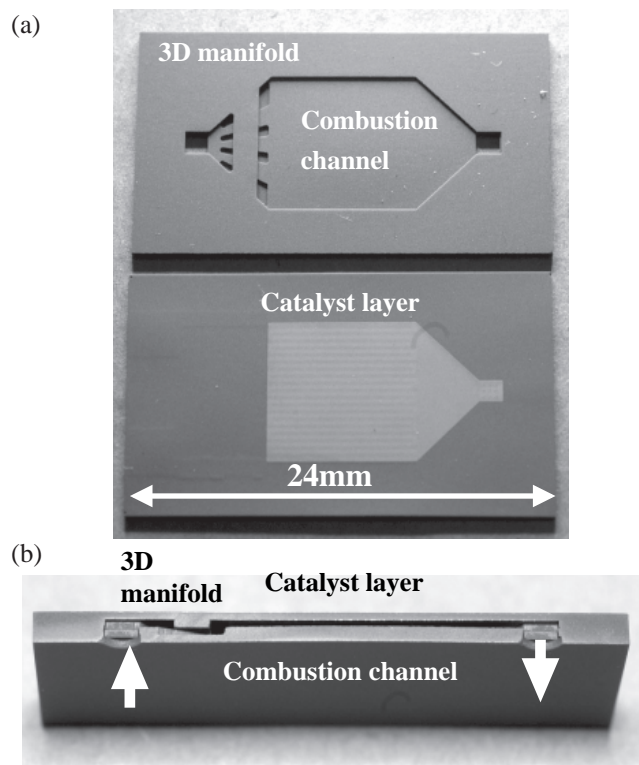 (a)
3D manifold
Combustion
channel
Catalyst layer
24mm
(b)
3D
manifold
Catalyst layer
Combustion channel